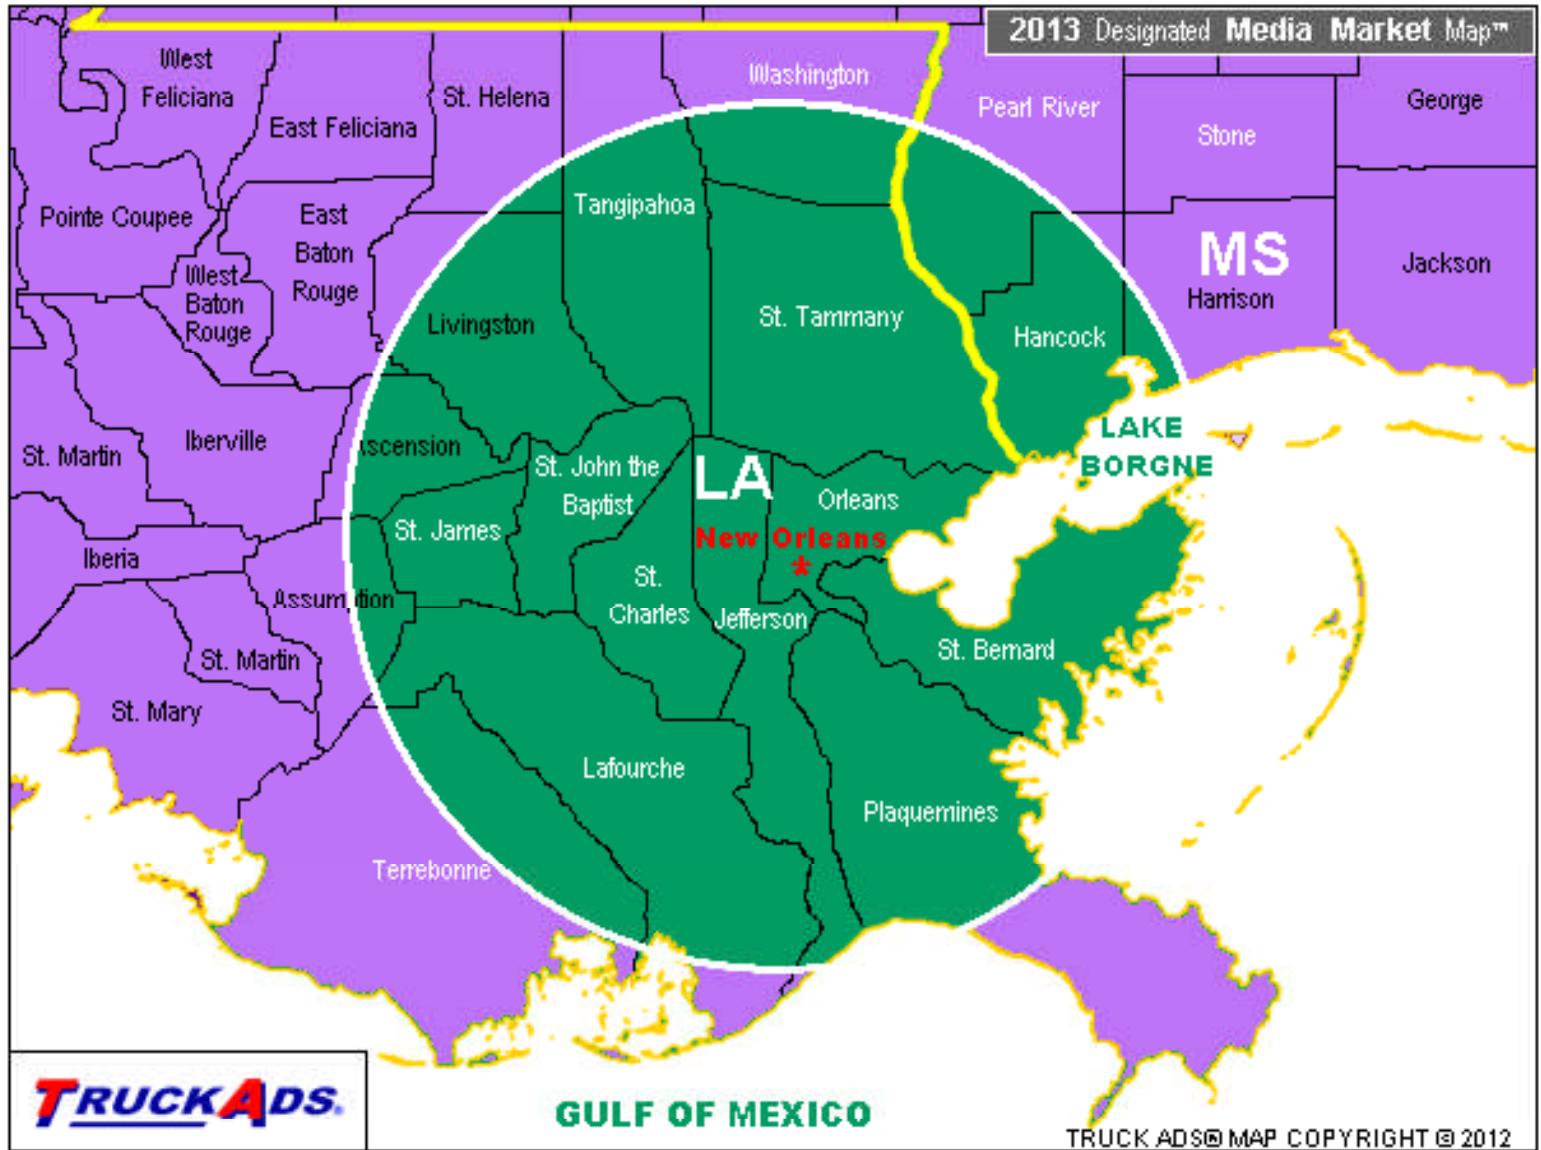 2013 Designated Media Market Map™
West
Feliciana
East Feliciana
St. Helena
Washington
Pearl River
Stone
George
Pointe Coupee
East
Baton
Rouge
West
Baton
Rouge
Tangipahoa
MS
Harrison
Jackson
Livingston
St. Tammany
Hancock
St. Martin
Iberville
Ascension
St. John the
Baptist
LA
Orleans
LAKE
BORGNE
New Orleans
*
St. James
Iberia
Assumption
St.
Charles
Jefferson
St. Bernard
St. Martin
St. Mary
Lafourche
Plaquemines
Terrebonne
TRUCKADS®
GULF OF MEXICO
TRUCK ADS® MAP COPYRIGHT © 2012